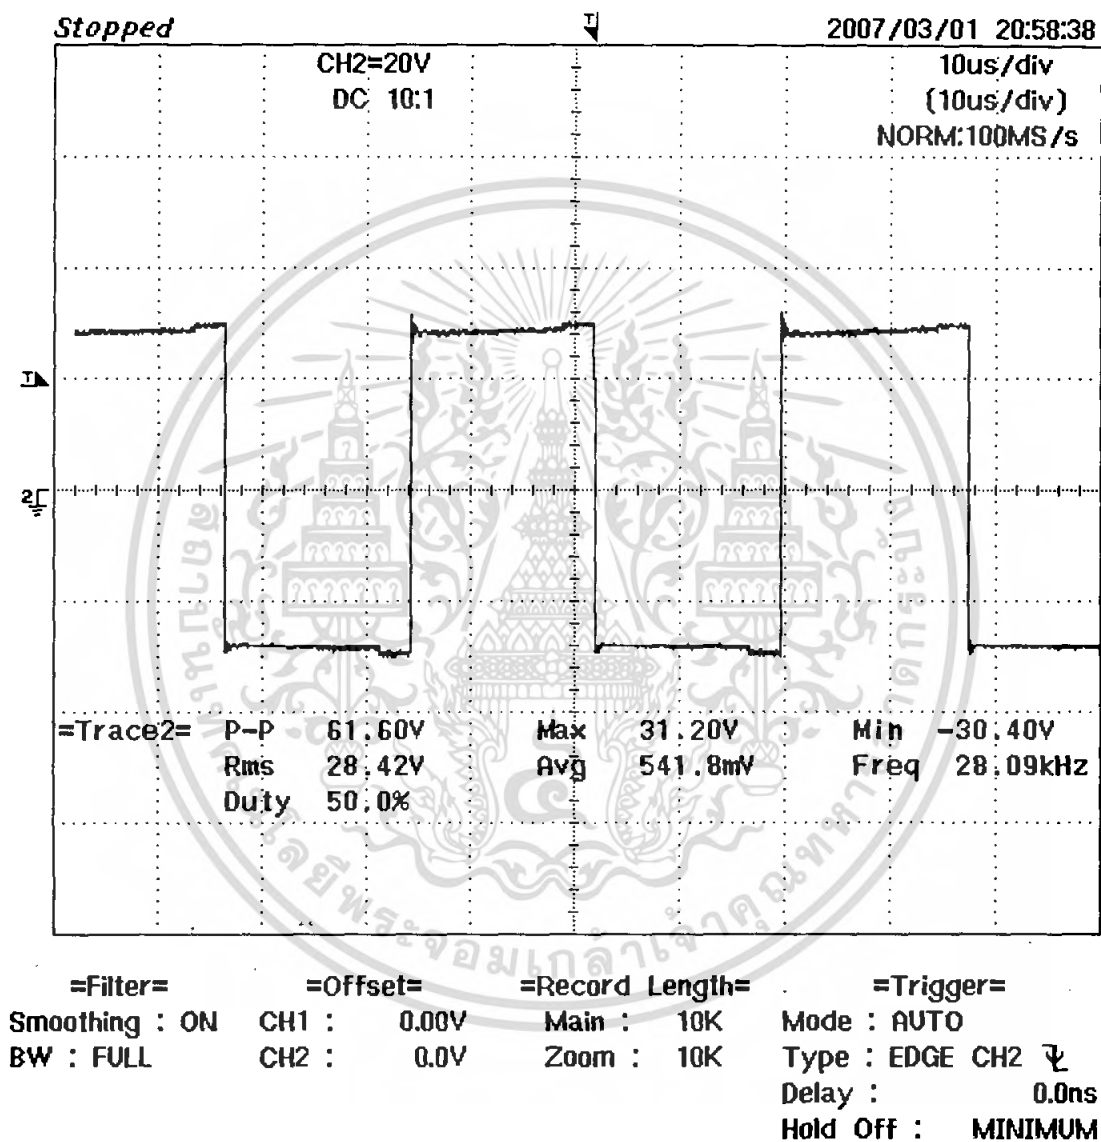 Stopped 2007/03/01 20:58:38
CH2=20V 10us/div
DC 10:1 (10us/div)
NORM:100MS/s
T
T
2
=Trace2= P-P 61.60V Max 31.20V Min -30.40V
Rms 28.42V Avg 541.8mV Freq 28.09kHz
Duty 50.0%
=Filter= =Offset= =Record Length= =Trigger=
Smoothing : ON CH1 : 0.00V Main : 10K Mode : AUTO
BW : FULL CH2 : 0.0V Zoom : 10K Type : EDGE CH2
Delay : 0.0ns
Hold Off : MINIMUM